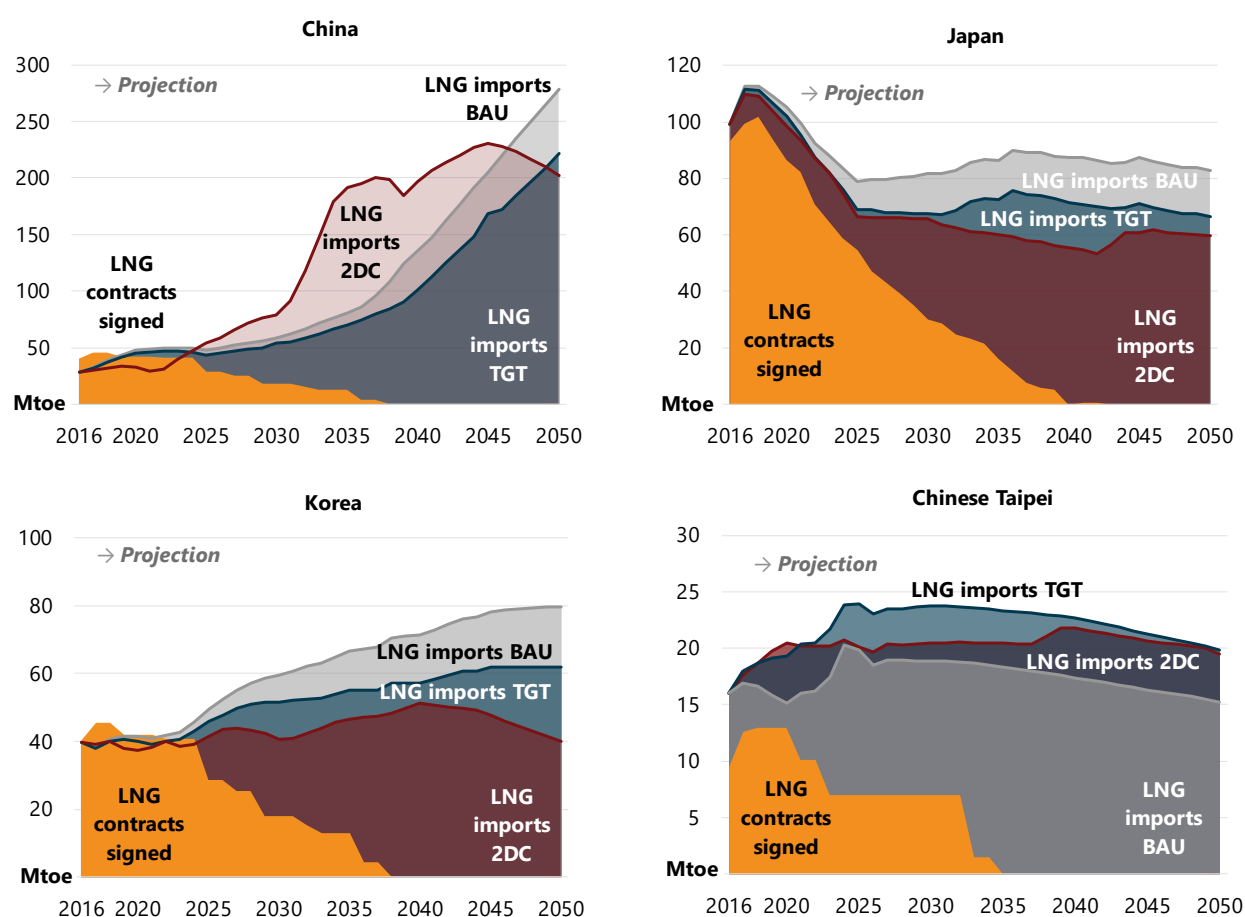 China
300
250
200
150
100
50
Mtoe
→ Projection
LNG imports
BAU
LNG
imports
2DC
LNG
contracts
signed
LNG
imports
TGT
2016 2020 2025 2030 2035 2040 2045 2050
Japan
120
100
80
60
40
20
Mtoe
→ Projection
LNG imports BAU
LNG imports TGT
LNG
contracts
signed
LNG
imports
2DC
2016 2020 2025 2030 2035 2040 2045 2050
Korea
100
80
60
40
20
Mtoe
→ Projection
LNG imports BAU
LNG imports TGT
LNG
contracts
signed
LNG
imports
2DC
2016 2020 2025 2030 2035 2040 2045 2050
Chinese Taipei
30
25
20
15
10
5
Mtoe
→ Projection
LNG imports TGT
LNG imports 2DC
LNG
contracts
signed
LNG
imports
BAU
2016 2020 2025 2030 2035 2040 2045 2050